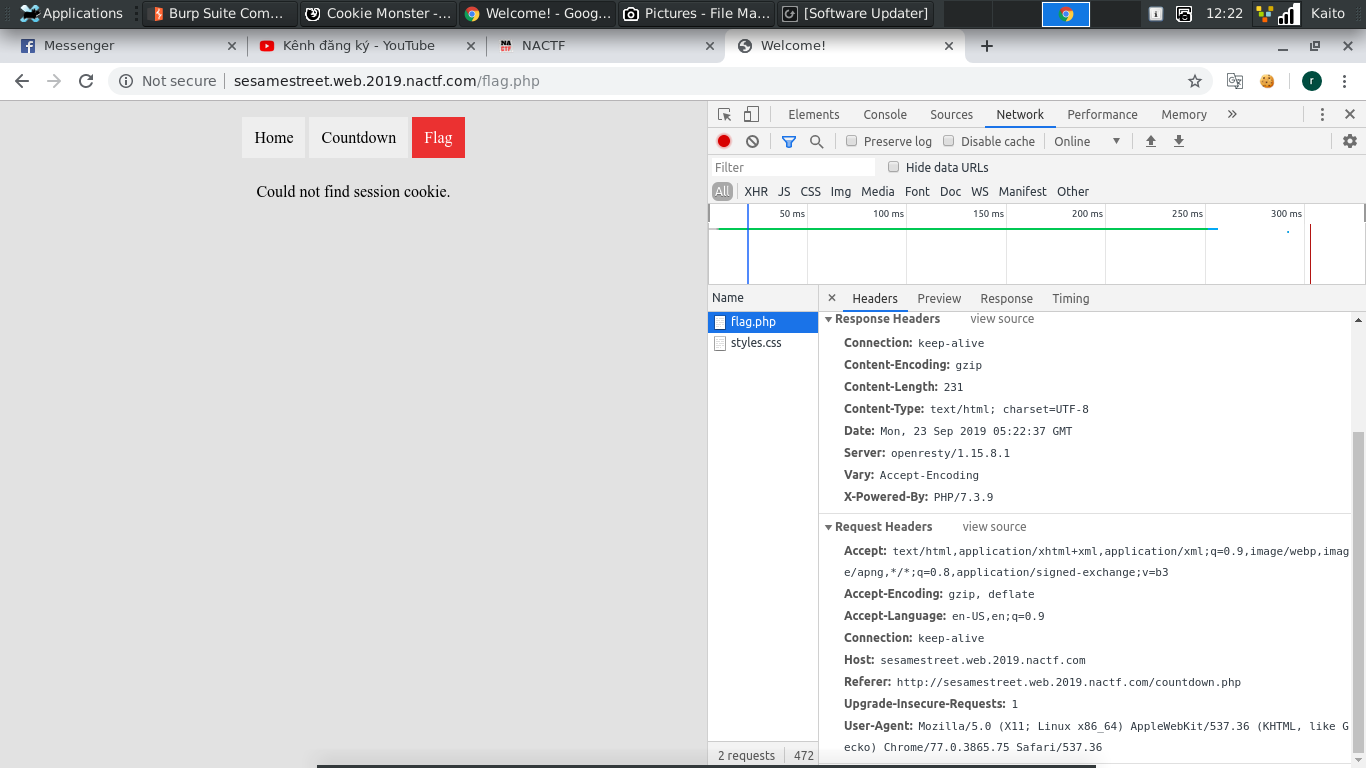 Applications
Burp Suite Com...
Cookie Monster -...
Welcome! - Goog...
Pictures - File Ma...
[Software Updater]
12:22
Kaito
Messenger
Kênh đăng ký - YouTube
NACTF
Welcome!
Not secure
sesamestreet.web.2019.nactf.com/flag.php
r
Home
Countdown
Flag
Could not find session cookie.
Elements
Console
Sources
Network
Performance
Memory
Preserve log
Disable cache
Online
Filter
Hide data URLs
All
XHR
JS
CSS
Img
Media
Font
Doc
WS
Manifest
Other
50 ms
100 ms
150 ms
200 ms
250 ms
300 ms
Name
Headers
Preview
Response
Timing
flag.php
styles.css
Response Headers
view source
Connection: keep-alive
Content-Encoding: gzip
Content-Length: 231
Content-Type: text/html; charset=UTF-8
Date: Mon, 23 Sep 2019 05:22:37 GMT
Server: openresty/1.15.8.1
Vary: Accept-Encoding
X-Powered-By: PHP/7.3.9
Request Headers
view source
Accept: text/html,application/xhtml+xml,application/xml;q=0.9,image/webp,imag
e/apng,*/*;q=0.8,application/signed-exchange;v=b3
Accept-Encoding: gzip, deflate
Accept-Language: en-US,en;q=0.9
Connection: keep-alive
Host: sesamestreet.web.2019.nactf.com
Referer: http://sesamestreet.web.2019.nactf.com/countdown.php
Upgrade-Insecure-Requests: 1
User-Agent: Mozilla/5.0 (X11; Linux x86_64) AppleWebKit/537.36 (KHTML, like G
ecko) Chrome/77.0.3865.75 Safari/537.36
2 requests
472